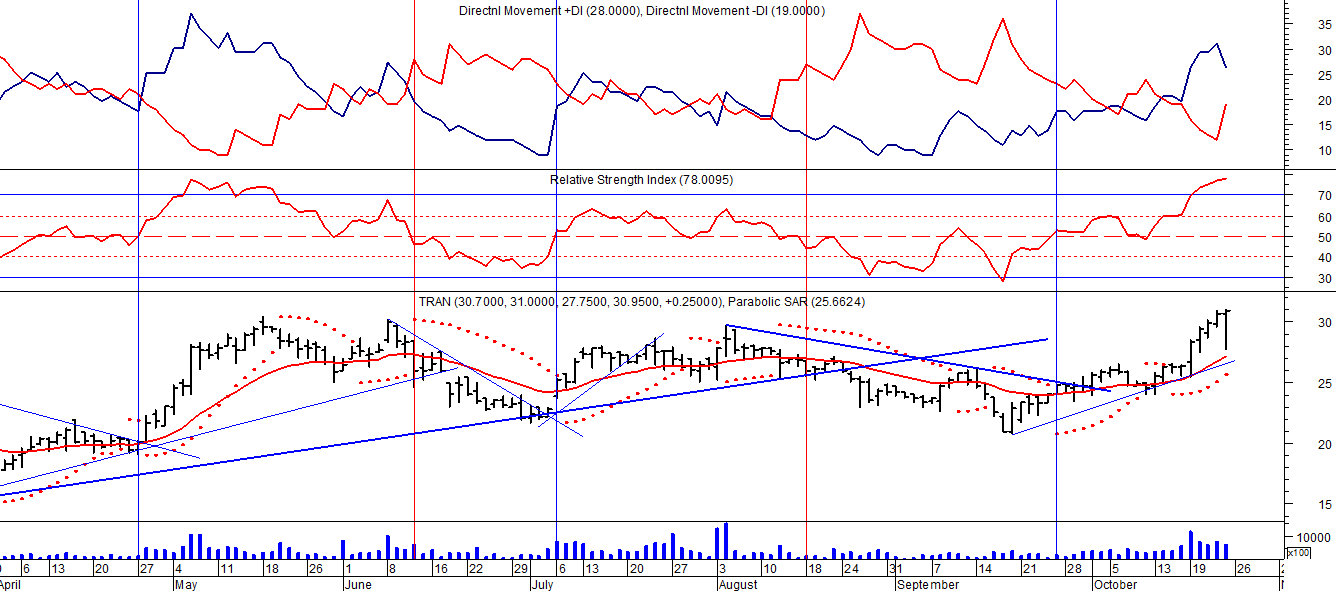 Directnl Movement +DI (28.0000), Directnl Movement -DI (19.0000)
35
30
25
20
15
10
Relative Strength Index (78.0095)
70
60
50
40
30
TRAN (30.7000, 31.0000, 27.7500, 30.9500, +0.25000), Parabolic SAR (25.6624)
30
25
20
15
10000
x100
6 13 20 27 4 11 18 26 1 8 16 22 29 6 13 20 27 3 10 18 24 31 7 14 21 28 5 13 19 26 2
April May June July August September October